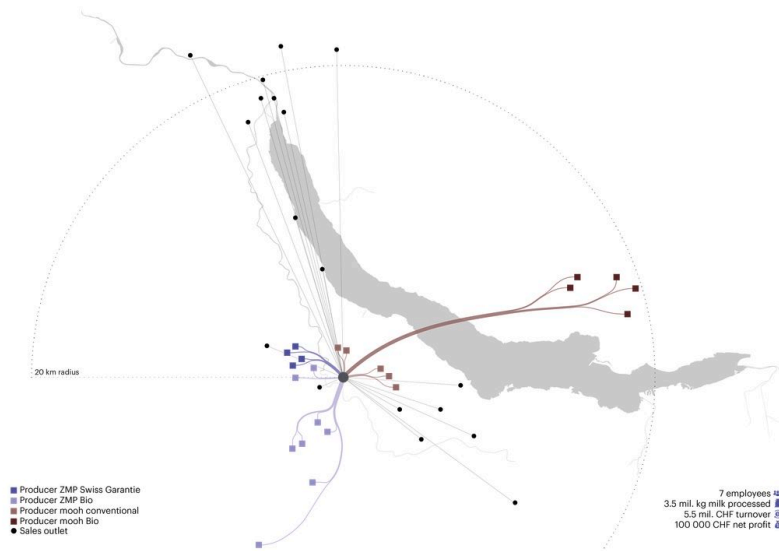 20 km radius
Producer ZMP Swiss Garantie
Producer ZMP Bio
Producer mooh conventional
Producer mooh Bio
Sales outlet
7 employees
3.5 mil. kg milk processed
5.5 mil. CHF turnover
100 000 CHF net profit